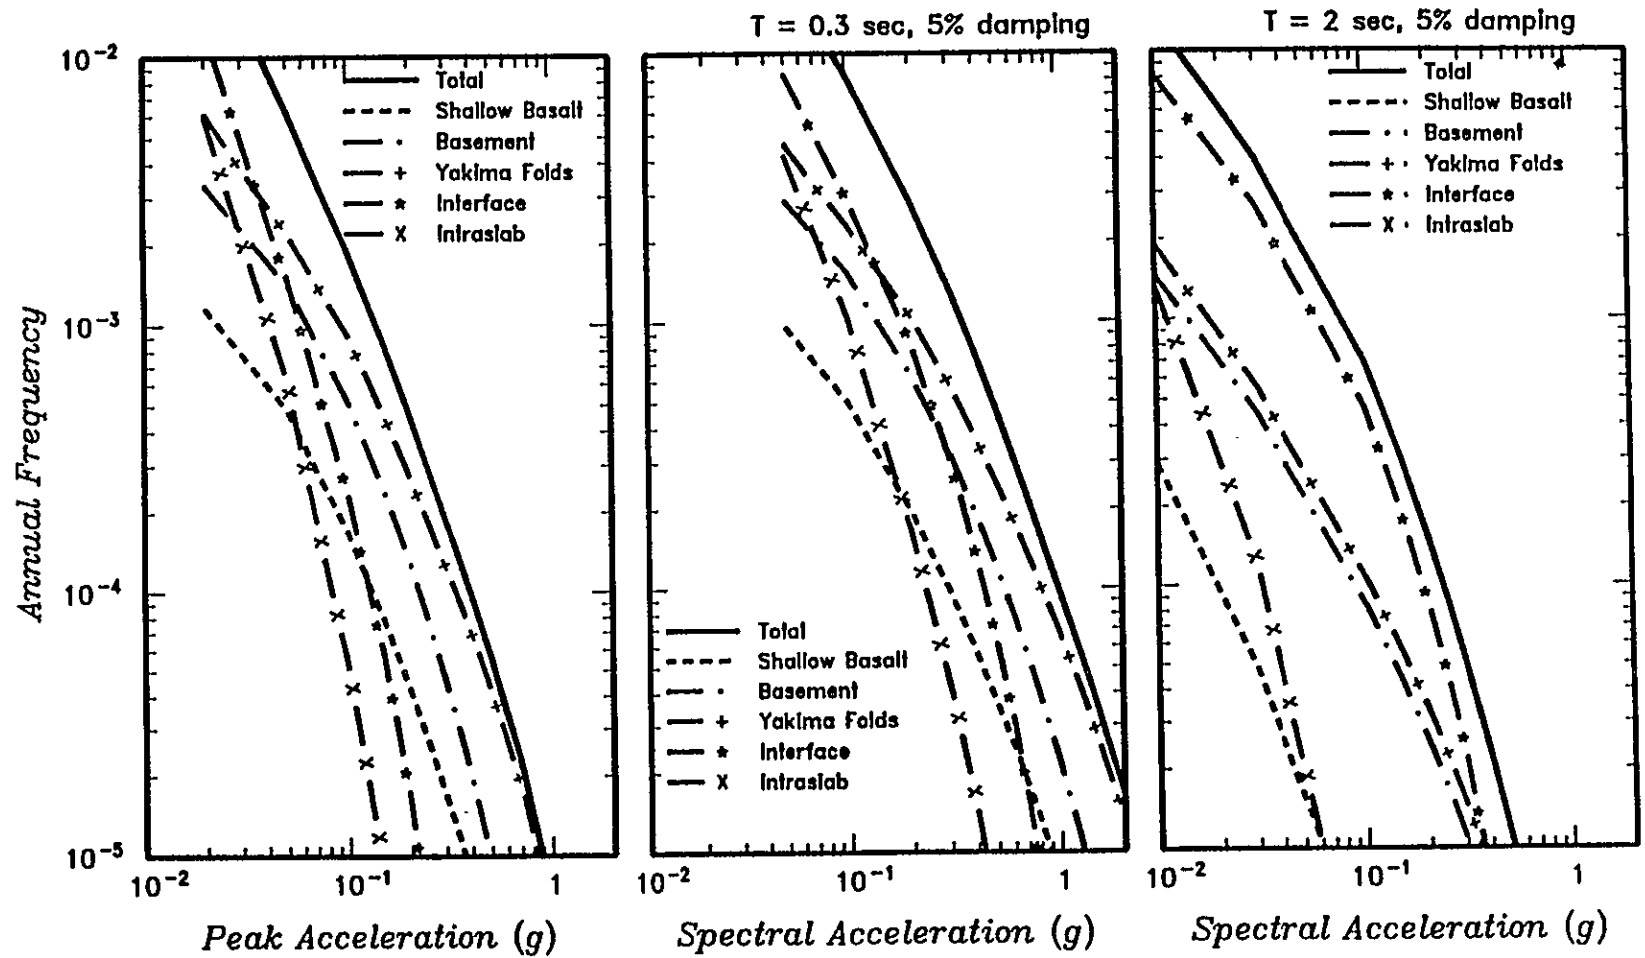 T = 0.3 sec, 5% damping
T = 2 sec, 5% damping
Annual Frequency
10⁻²
10⁻³
10⁻⁴
10⁻⁵
Total
Shallow Basalt
Basement
Yakima Folds
Interface
Intraslab
10⁻²
10⁻¹
1
Peak Acceleration (g)
Total
Shallow Basalt
Basement
Yakima Folds
Interface
Intraslab
10⁻²
10⁻¹
1
Spectral Acceleration (g)
Total
Shallow Basalt
Basement
Yakima Folds
Interface
Intraslab
10⁻²
10⁻¹
1
Spectral Acceleration (g)